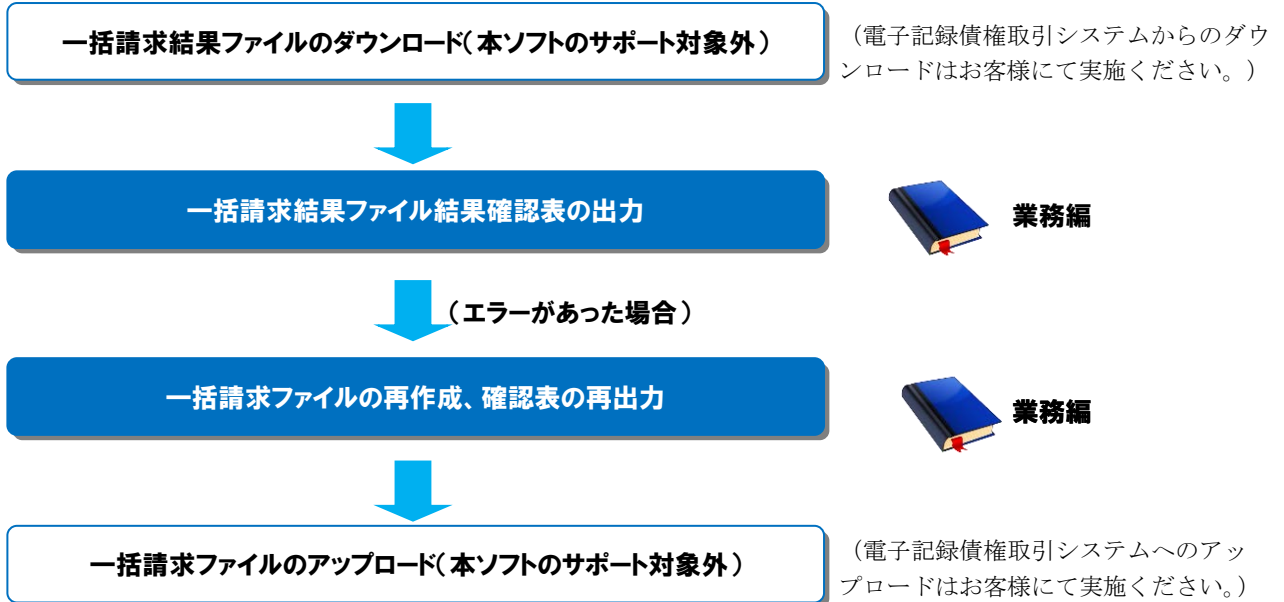 一括請求結果ファイルのダウンロード（本ソフトのサポート対象外）
（電子記録債権取引システムからのダウ
ンロードはお客様にて実施ください。）
一括請求結果ファイル結果確認表の出力
業務編
（エラーがあった場合）
一括請求ファイルの再作成、確認表の再出力
業務編
一括請求ファイルのアップロード（本ソフトのサポート対象外）
（電子記録債権取引システムへのアッ
プロードはお客様にて実施ください。）